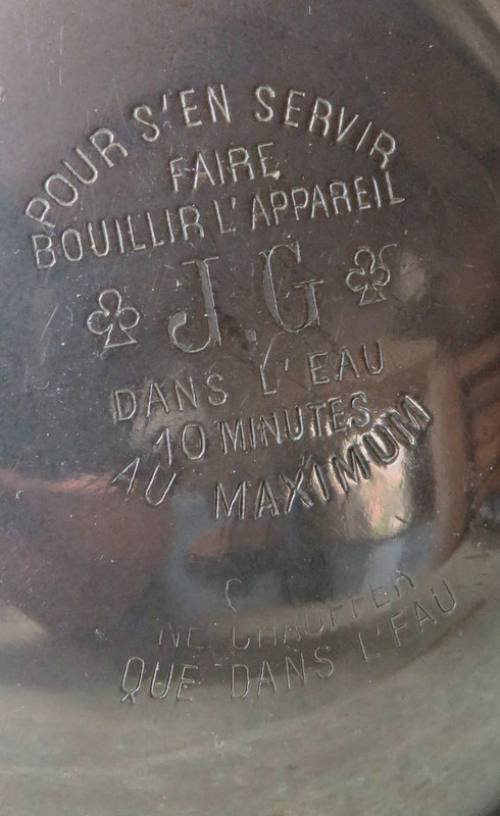 POUR S'EN SERVIR
FAIRE
BOUILLIR L'APPAREIL
♣ J.G ♣
DANS L'EAU
10 MINUTES
AU MAXIMUM
C
NE CHAUFFER
QUE DANS L'EAU